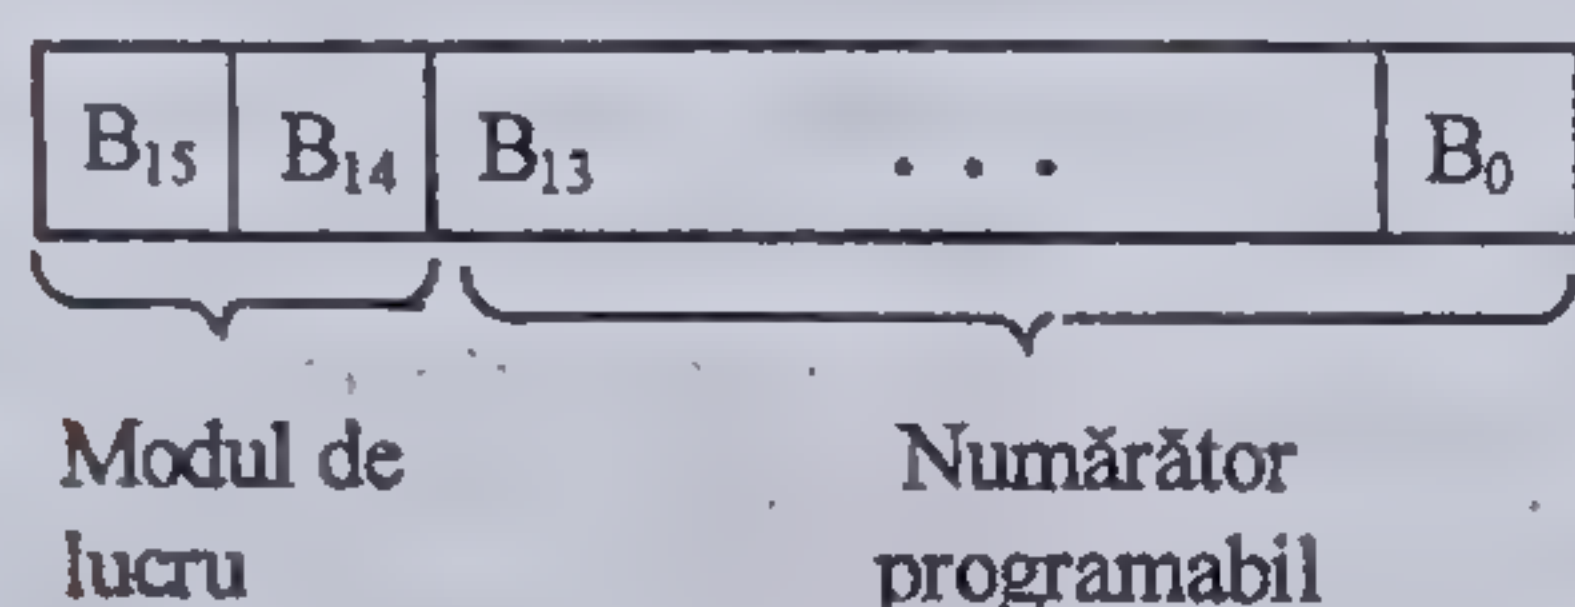 B₁₅ B₁₄ B₁₃ . . . B₀
Modul de Numărător
lucru programabil